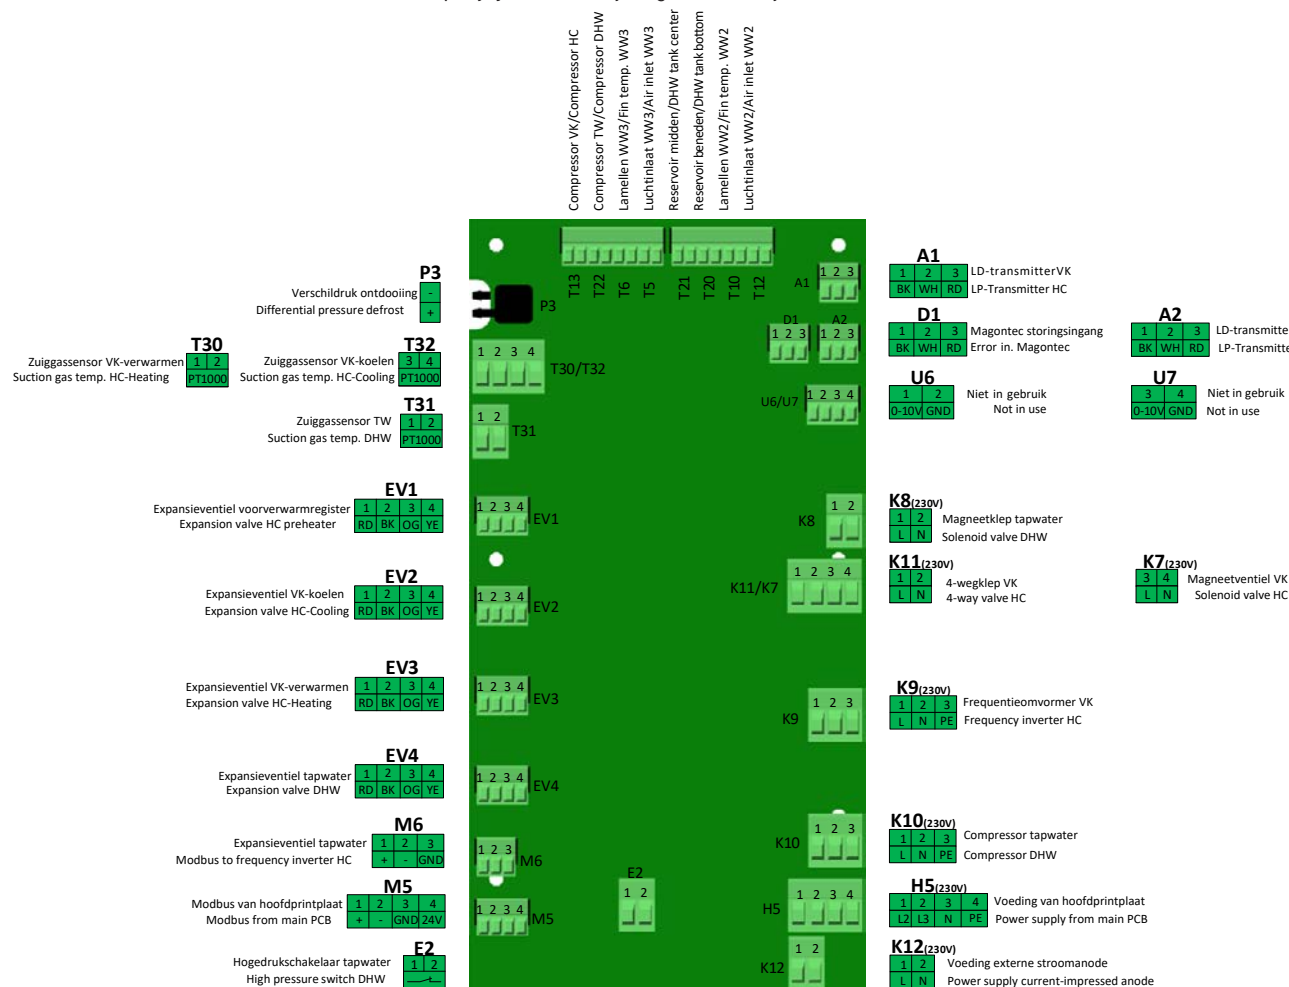 Compressor VK/Compressor HC
Compressor TW/Compressor DHW
Lamellen WW3/Fin temp. WW3
Luchtinlaat WW3/Air inlet WW3
Reservoir midden/DHW tank center
Reservoir beneden/DHW tank bottom
Lamellen WW2/Fin temp. WW2
Luchtinlaat WW2/Air inlet WW2
T13
T22
T6
T5
T21
T20
T10
T12
P3
Verschildruk ontdooiing -
Differential pressure defrost +
P3
T30
Zuiggassensor VK-verwarmen 1 2
Suction gas temp. HC-Heating PT1000
T32
Zuiggassensor VK-koelen 3 4
Suction gas temp. HC-Cooling PT1000
1 2 3 4
T30/T32
T31
Zuiggassensor TW 1 2
Suction gas temp. DHW PT1000
1 2
T31
EV1
Expansieventiel voorverwarmregister 1 2 3 4
Expansion valve HC preheater RD BK OG YE
1 2 3 4
EV1
EV2
Expansieventiel VK-koelen 1 2 3 4
Expansion valve HC-Cooling RD BK OG YE
1 2 3 4
EV2
EV3
Expansieventiel VK-verwarmen 1 2 3 4
Expansion valve HC-Heating RD BK OG YE
1 2 3 4
EV3
EV4
Expansieventiel tapwater 1 2 3 4
Expansion valve DHW RD BK OG YE
1 2 3 4
EV4
M6
Expansieventiel tapwater 1 2 3
Modbus to frequency inverter HC + - GND
1 2 3
M6
M5
Modbus van hoofdprintplaat 1 2 3 4
Modbus from main PCB + - GND 24V
1 2 3 4
M5
E2
Hogedrukschakelaar tapwater 1 2
High pressure switch DHW
E2
1 2
A1
1 2 3
A1
1 2 3 LD-transmitterVK
BK WH RD LP-Transmitter HC
D1
1 2 3
A2
1 2 3
D1
1 2 3 Magontec storingsingang
BK WH RD Error in. Magontec
A2
1 2 3 LD-transmitte
BK WH RD LP-Transmitte
U6/U7
1 2 3 4
U6
1 2 Niet in gebruik
0-10V GND Not in use
U7
3 4 Niet in gebruik
0-10V GND Not in use
K8
1 2
K8(230V)
1 2 Magneetklep tapwater
L N Solenoid valve DHW
K11/K7
1 2 3 4
K11(230V)
1 2 4-wegklep VK
L N 4-way valve HC
K7(230V)
3 4 Magneetventiel VK
L N Solenoid valve HC
K9
1 2 3
K9(230V)
1 2 3 Frequentieomvormer VK
L N PE Frequency inverter HC
K10
1 2 3
K10(230V)
1 2 3 Compressor tapwater
L N PE Compressor DHW
H5
1 2 3 4
H5(230V)
1 2 3 4 Voeding van hoofdprintplaat
L2 L3 N PE Power supply from main PCB
K12
1 2
K12(230V)
1 2 Voeding externe stroomanode
L N Power supply current-impressed anode